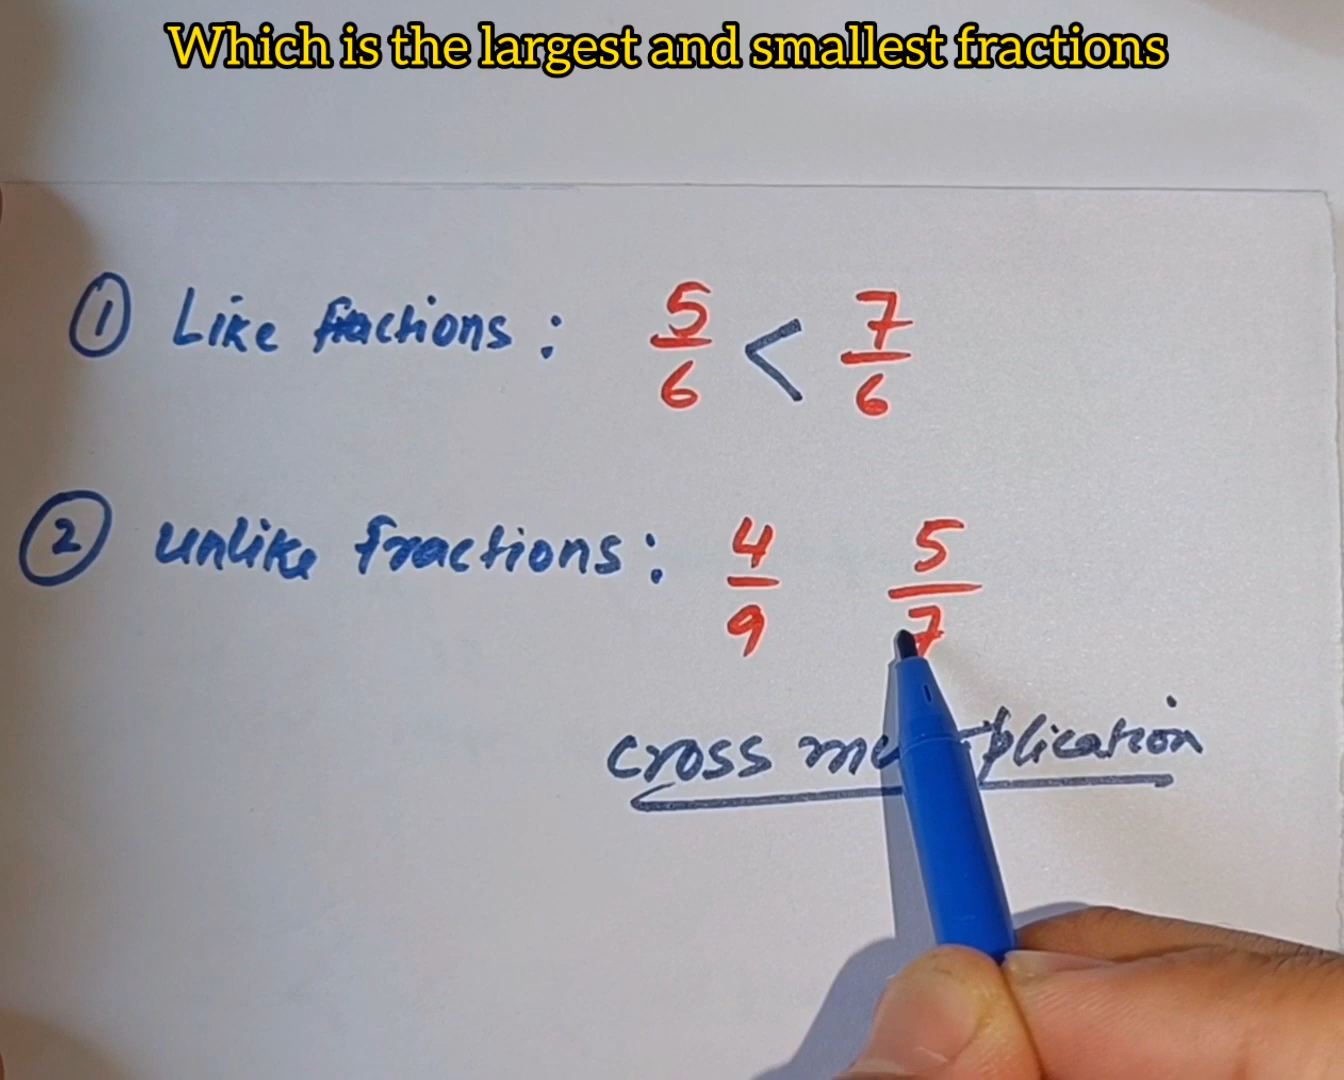 Which is the largest and smallest fractions
① Like fractions : 5/6 < 7/6
② unlike fractions : 4/9 5/7
cross